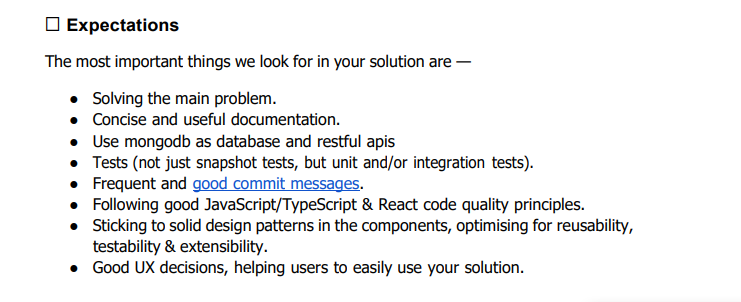 ☐ Expectations
The most important things we look for in your solution are —
● Solving the main problem.
● Concise and useful documentation.
● Use mongodb as database and restful apis
● Tests (not just snapshot tests, but unit and/or integration tests).
● Frequent and good commit messages.
● Following good JavaScript/TypeScript & React code quality principles.
● Sticking to solid design patterns in the components, optimising for reusability,
testability & extensibility.
● Good UX decisions, helping users to easily use your solution.